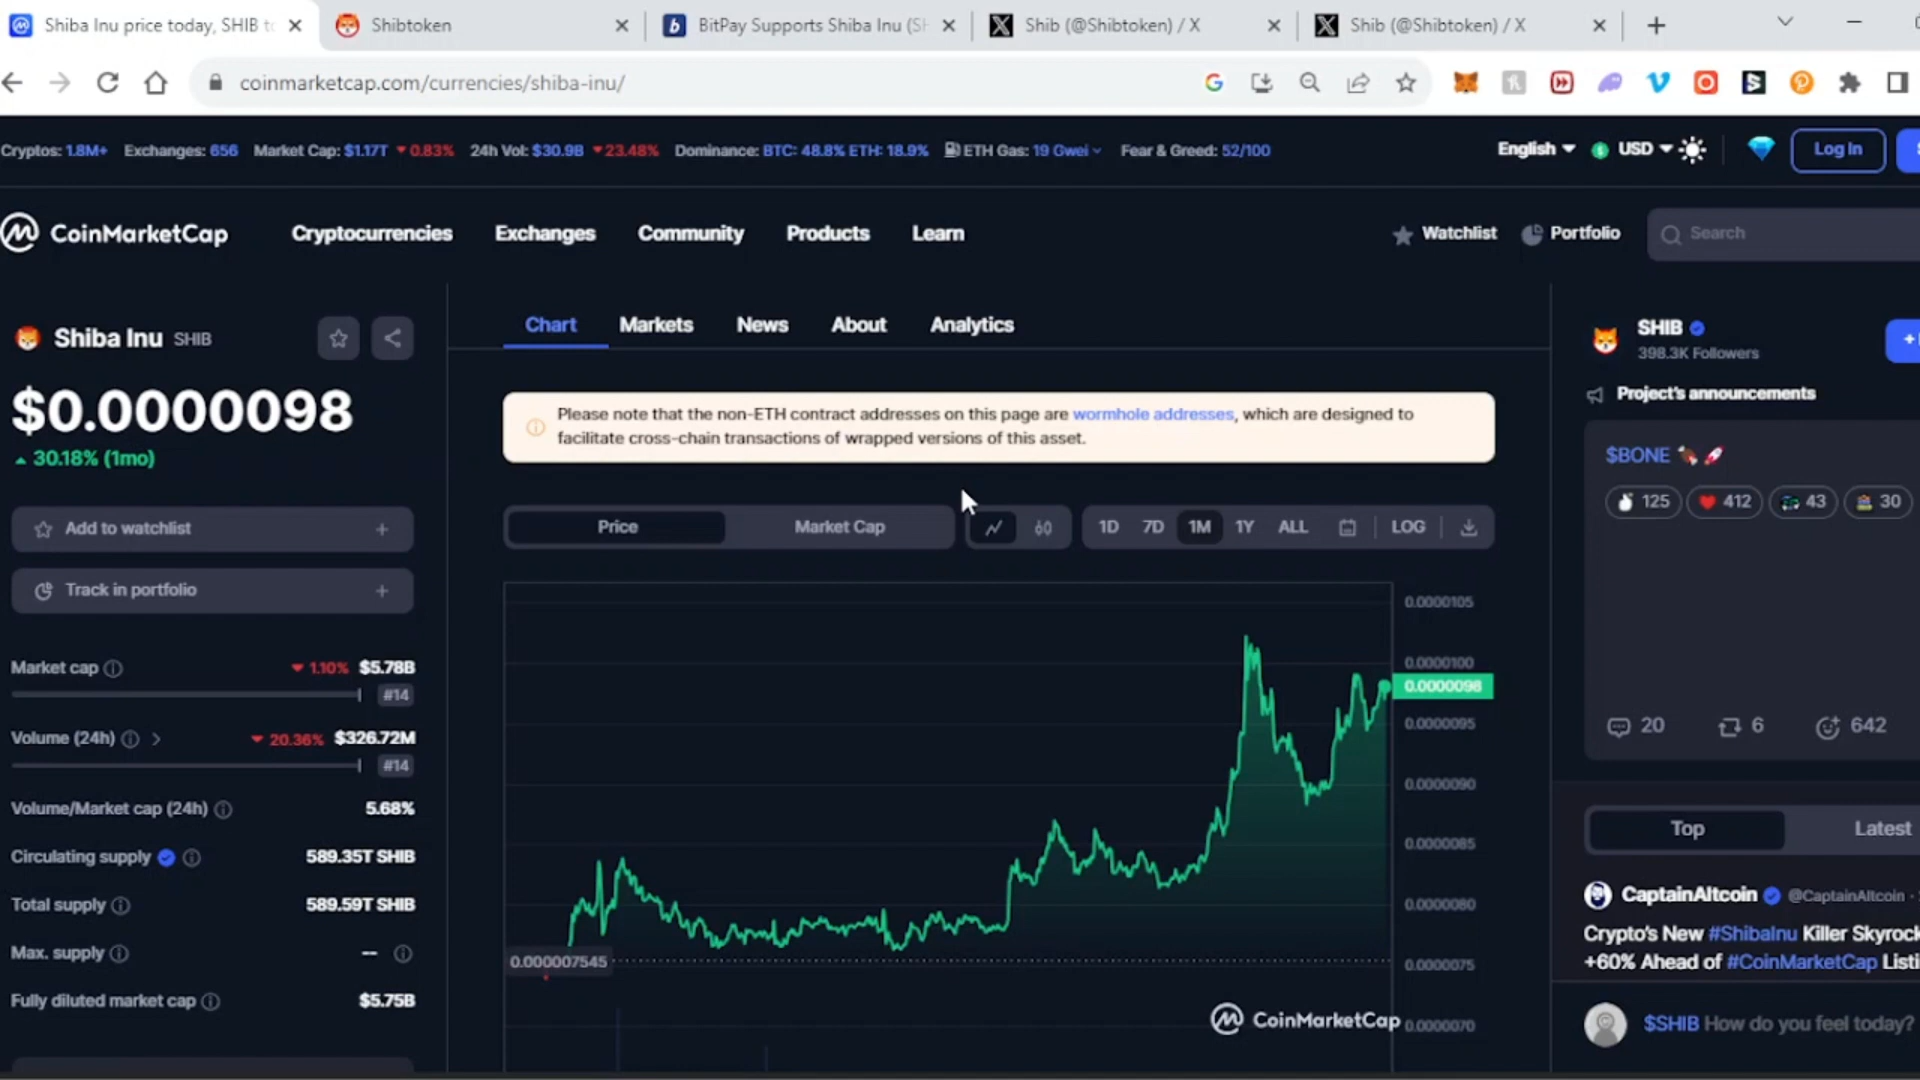 Shiba Inu price today, SHIB to
Shibtoken
BitPay Supports Shiba Inu (SH
Shib (@Shibtoken) / X
Shib (@Shibtoken) / X
coinmarketcap.com/currencies/shiba-inu/
Cryptos: 1.8M+ Exchanges: 656 Market Cap: $1.17T 0.83% 24h Vol: $30.9B 23.48% Dominance: BTC: 48.8% ETH: 18.9% ETH Gas: 19 Gwei Fear & Greed: 52/100
English USD Log In
CoinMarketCap Cryptocurrencies Exchanges Community Products Learn
Watchlist Portfolio Search
Shiba Inu SHIB
$0.0000098
30.18% (1mo)
Add to watchlist
Track in portfolio
Market cap 1.10% $5.78B
#14
Volume (24h) 20.36% $326.72M
#14
Volume/Market cap (24h) 5.68%
Circulating supply 589.35T SHIB
Total supply 589.59T SHIB
Max. supply --
Fully diluted market cap $5.75B
Chart Markets News About Analytics
Please note that the non-ETH contract addresses on this page are wormhole addresses, which are designed to
facilitate cross-chain transactions of wrapped versions of this asset.
Price Market Cap 1D 7D 1M 1Y ALL LOG
0.0000105
0.0000100
0.0000098
0.0000095
0.0000090
0.0000085
0.0000080
0.000007545
0.0000075
CoinMarketCap
0.0000070
SHIB
398.3K Followers
Project's announcements
$BONE
125 412 43 30
20 6 642
Top Latest
CaptainAltcoin @CaptainAltcoin ·
Crypto's New #ShibaInu Killer Skyrock
+60% Ahead of #CoinMarketCap Listi
$SHIB How do you feel today?